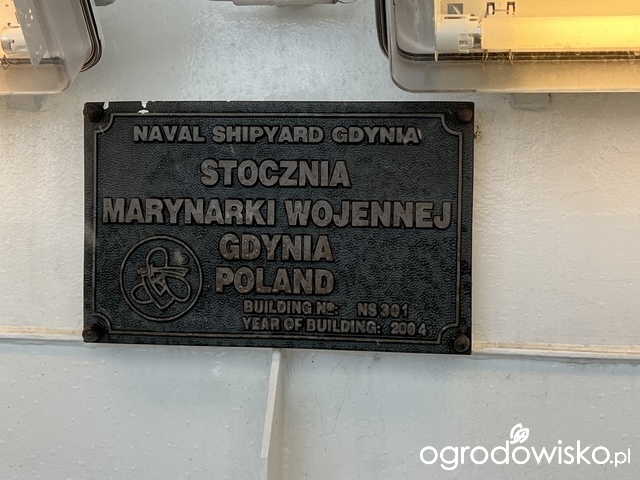 NAVAL SHIPYARD GDYNIA
STOCZNIA
MARYNARKI WOJENNEJ
GDYNIA
POLAND
BUILDING No: NS 301
YEAR OF BUILDING: 2004
ogrodowisko.pl